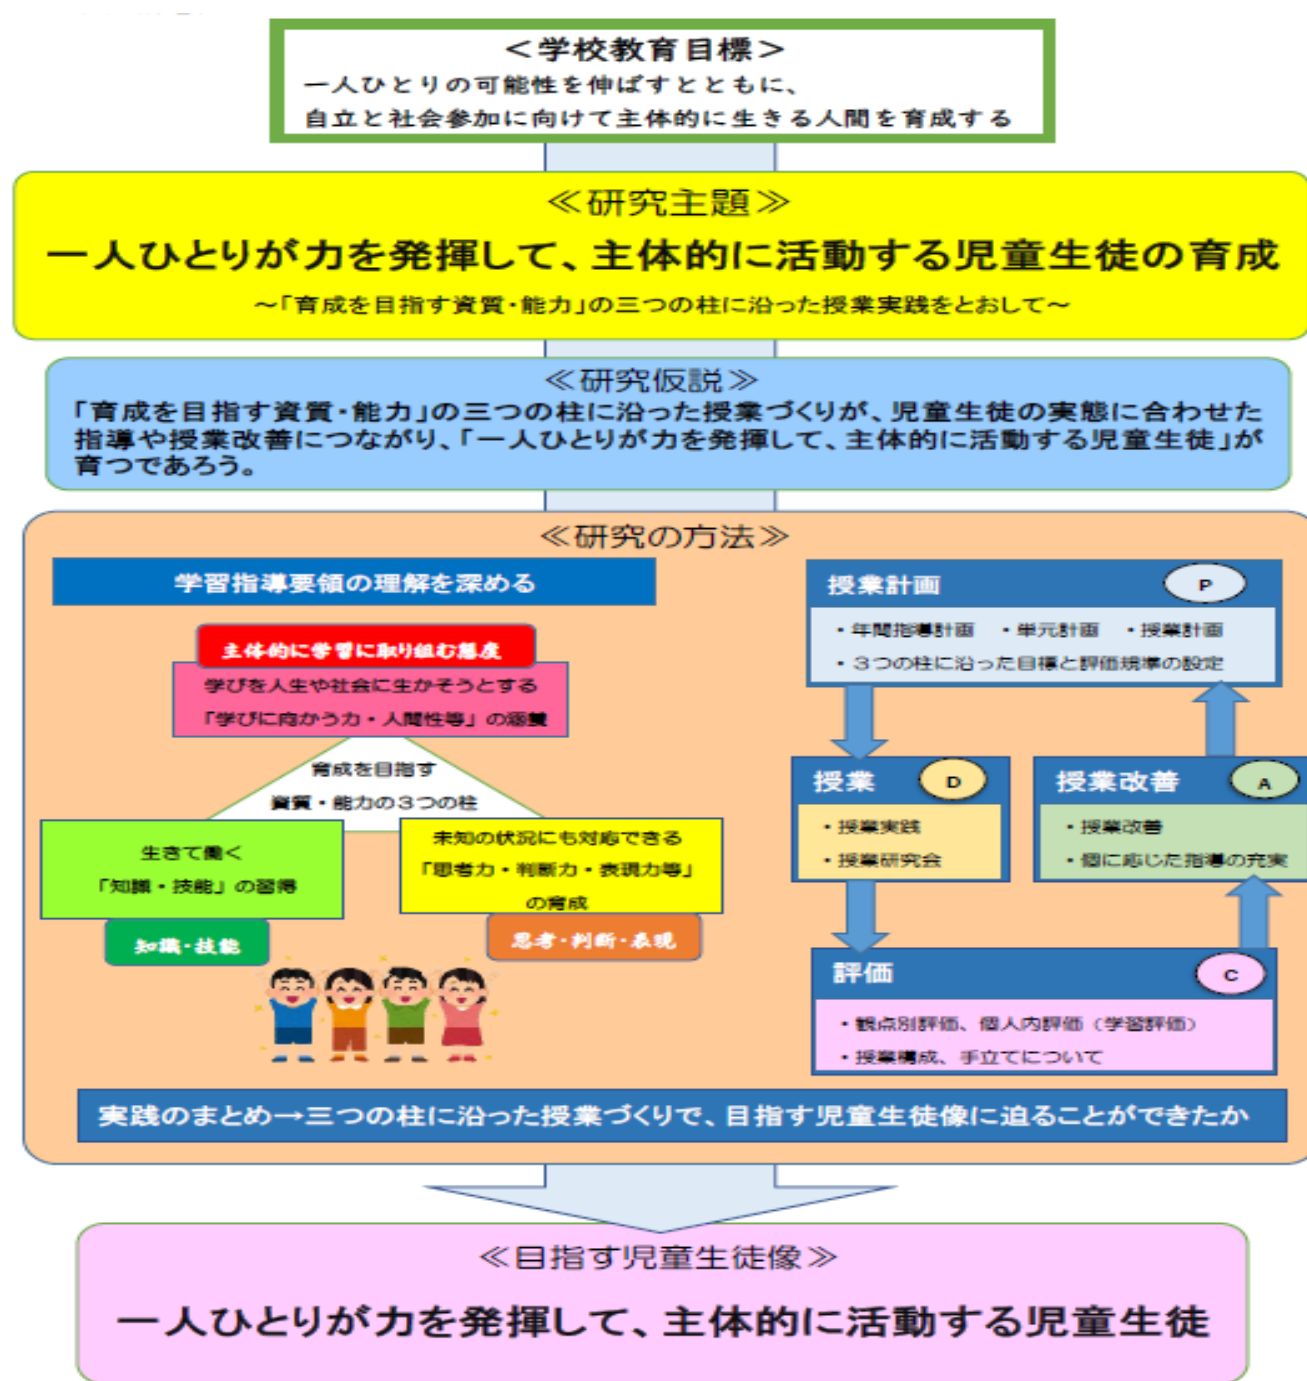 <学校教育目標>
一人ひとりの可能性を伸ばすとともに、
自立と社会参加に向けて主体的に生きる人間を育成する
≪研究主題≫
一人ひとりが力を発揮して、主体的に活動する児童生徒の育成
～「育成を目指す資質・能力」の三つの柱に沿った授業実践をとおして～
≪研究仮説≫
「育成を目指す資質・能力」の三つの柱に沿った授業づくりが、児童生徒の実態に合わせた
指導や授業改善につながり、「一人ひとりが力を発揮して、主体的に活動する児童生徒」が
育つであろう。
≪研究の方法≫
学習指導要領の理解を深める
主体的に学習に取り組む態度
学びを人生や社会に生かそうとする
「学びに向かう力・人間性等」の涵養
育成を目指す
資質・能力の３つの柱
生きて働く
「知識・技能」の習得
知識・技能
未知の状況にも対応できる
「思考力・判断力・表現力等」
の育成
思考・判断・表現
授業計画
P
・年間指導計画 ・単元計画 ・授業計画
・３つの柱に沿った目標と評価規準の設定
授業
D
・授業実践
・授業研究会
授業改善
A
・授業改善
・個に応じた指導の充実
評価
C
・観点別評価、個人内評価（学習評価）
・授業構成、手立てについて
実践のまとめ→三つの柱に沿った授業づくりで、目指す児童生徒像に迫ることができたか
≪目指す児童生徒像≫
一人ひとりが力を発揮して、主体的に活動する児童生徒